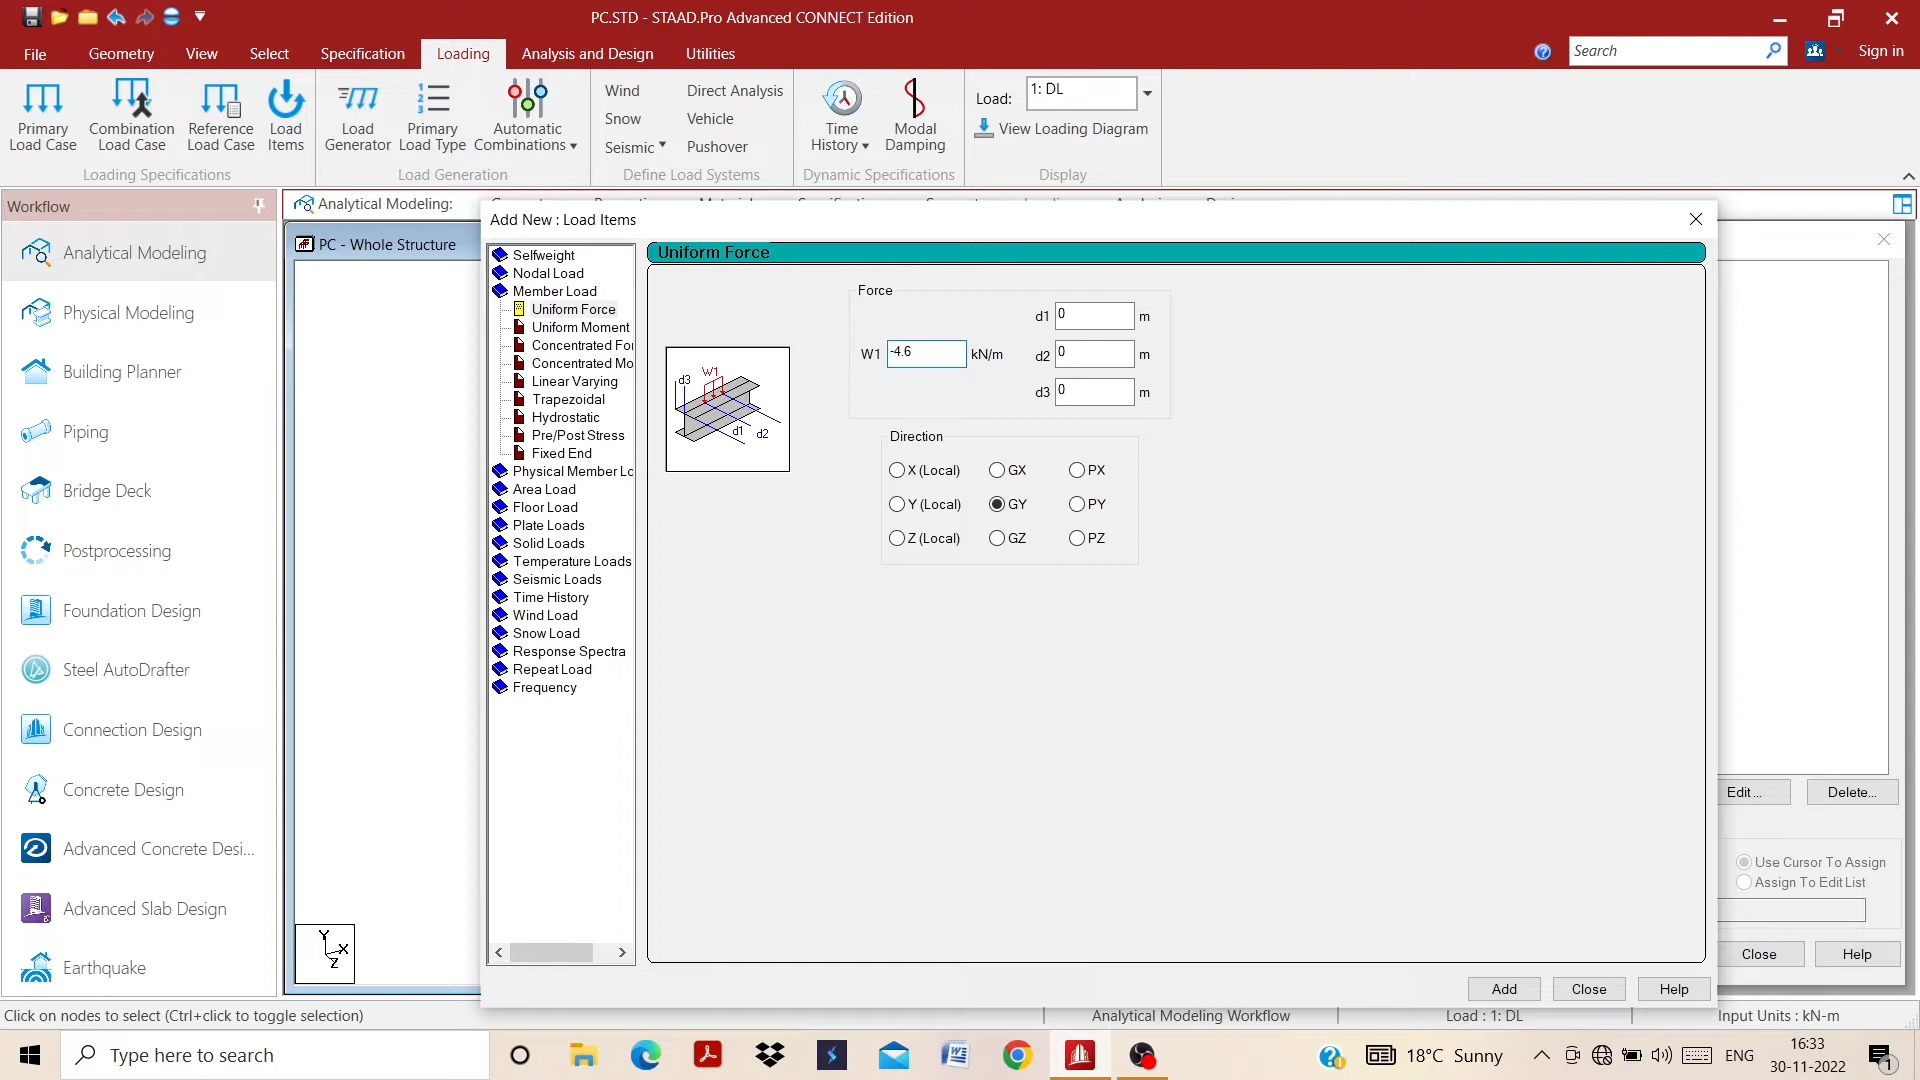 PC.STD - STAAD.Pro Advanced CONNECT Edition
File Geometry View Select Specification Loading Analysis and Design Utilities
Search Sign in
Primary Load Case
Combination Load Case
Reference Load Case
Load Items
Loading Specifications
Load Generator
Primary Load Type
Automatic Combinations
Load Generation
Wind
Snow
Seismic
Direct Analysis
Vehicle
Pushover
Define Load Systems
Time History
Modal Damping
Dynamic Specifications
Load: 1: DL
View Loading Diagram
Display
Workflow
Analytical Modeling
Physical Modeling
Building Planner
Piping
Bridge Deck
Postprocessing
Foundation Design
Steel AutoDrafter
Connection Design
Concrete Design
Advanced Concrete Desi...
Advanced Slab Design
Earthquake
Analytical Modeling:
PC - Whole Structure
Y
X
Z
Add New : Load Items
Selfweight
Nodal Load
Member Load
Uniform Force
Uniform Moment
Concentrated For
Concentrated Mo
Linear Varying
Trapezoidal
Hydrostatic
Pre/Post Stress
Fixed End
Physical Member Lo
Area Load
Floor Load
Plate Loads
Solid Loads
Temperature Loads
Seismic Loads
Time History
Wind Load
Snow Load
Response Spectra
Repeat Load
Frequency
Uniform Force
d3 W1
d1 d2
Force
d1 0 m
W1 -4.6 kN/m d2 0 m
d3 0 m
Direction
X (Local) GX PX
Y (Local) GY PY
Z (Local) GZ PZ
Add Close Help
Edit... Delete...
Use Cursor To Assign
Assign To Edit List
Close Help
Click on nodes to select (Ctrl+click to toggle selection) Analytical Modeling Workflow Load : 1: DL Input Units : kN-m
Type here to search 18°C Sunny ENG 16:33
30-11-2022
1